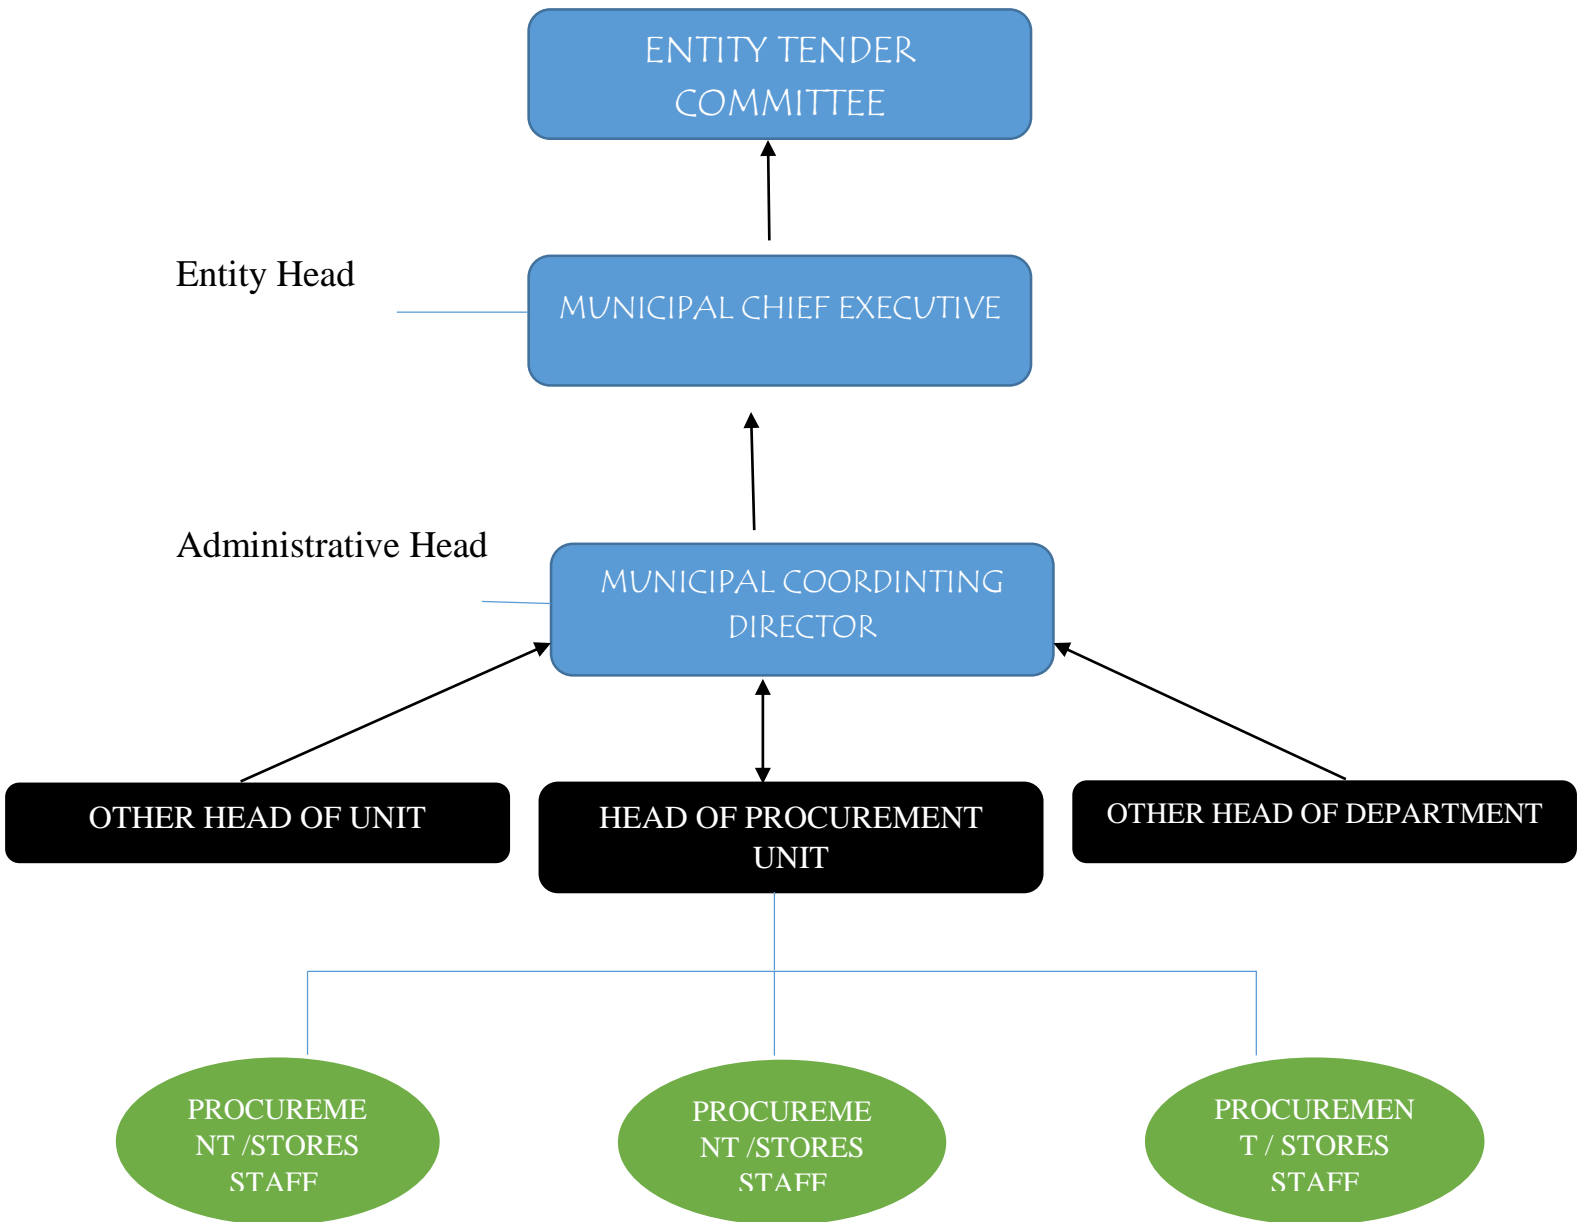 ENTITY TENDER
COMMITTEE
Entity Head
MUNICIPAL CHIEF EXECUTIVE
Administrative Head
MUNICIPAL COORDINTING
DIRECTOR
OTHER HEAD OF UNIT
HEAD OF PROCUREMENT
UNIT
OTHER HEAD OF DEPARTMENT
PROCUREME
NT /STORES
STAFF
PROCUREME
NT /STORES
STAFF
PROCUREMEN
T / STORES
STAFF